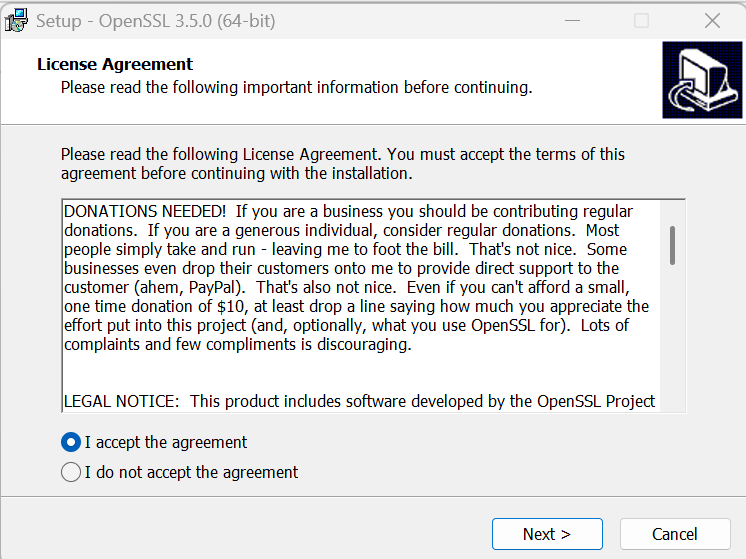 Setup - OpenSSL 3.5.0 (64-bit)
License Agreement
Please read the following important information before continuing.
Please read the following License Agreement. You must accept the terms of this
agreement before continuing with the installation.
DONATIONS NEEDED!  If you are a business you should be contributing regular
donations.  If you are a generous individual, consider regular donations.  Most
people simply take and run - leaving me to foot the bill.  That's not nice.  Some
businesses even drop their customers onto me to provide direct support to the
customer (ahem, PayPal).  That's also not nice.  Even if you can't afford a small,
one time donation of $10, at least drop a line saying how much you appreciate the
effort put into this project (and, optionally, what you use OpenSSL for).  Lots of
complaints and few compliments is discouraging.
LEGAL NOTICE:  This product includes software developed by the OpenSSL Project
I accept the agreement
I do not accept the agreement
Next >
Cancel